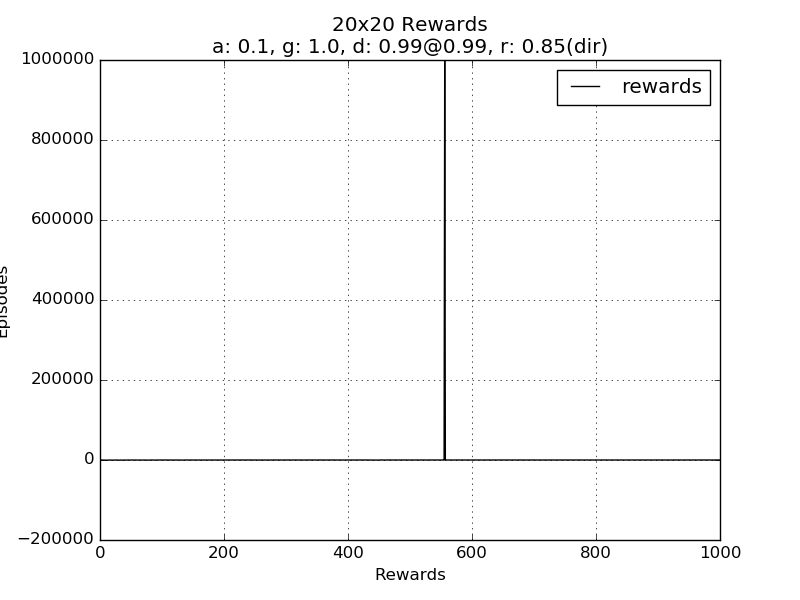 20x20 Rewards
a: 0.1, g: 1.0, d: 0.99@0.99, r: 0.85(dir)
1000000
rewards
800000
600000
400000
Episodes
200000
0
−200000
0 200 400 600 800 1000
Rewards